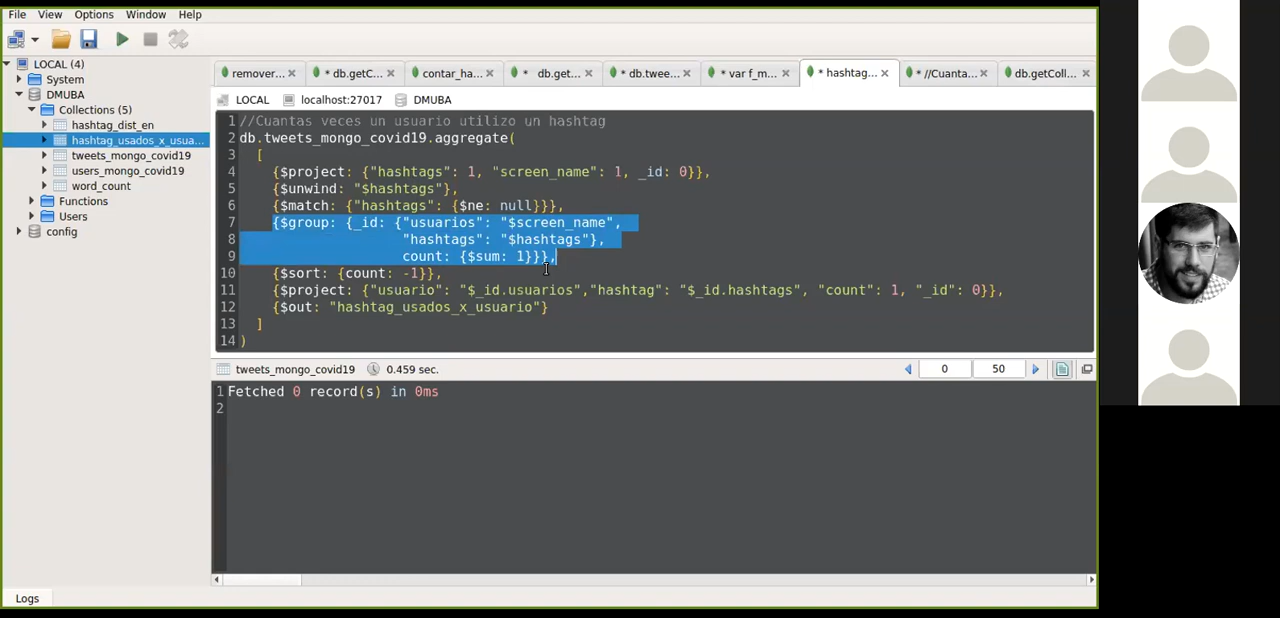 File View Options Window Help
LOCAL (4)
System
DMUBA
Collections (5)
hashtag_dist_en
hashtag_usados_x_usua...
tweets_mongo_covid19
users_mongo_covid19
word_count
Functions
Users
config
remover... * db.getC... contar_ha... * db.get... * db.twee... * var f_m... * hashtag... * //Cuanta... db.getColl...
LOCAL localhost:27017 DMUBA
1 //Cuantas veces un usuario utilizo un hashtag
2 db.tweets_mongo_covid19.aggregate(
3 [
4 {$project: {"hashtags": 1, "screen_name": 1, _id: 0}},
5 {$unwind: "$hashtags"},
6 {$match: {"hashtags": {$ne: null}}},
7 {$group: {_id: {"usuarios": "$screen_name",
8 "hashtags": "$hashtags"},
9 count: {$sum: 1}}},
10 {$sort: {count: -1}},
11 {$project: {"usuario": "$_id.usuarios","hashtag": "$_id.hashtags", "count": 1, "_id": 0}},
12 {$out: "hashtag_usados_x_usuario"}
13 ]
14 )
tweets_mongo_covid19 0.459 sec. 0 50
1 Fetched 0 record(s) in 0ms
2
Logs